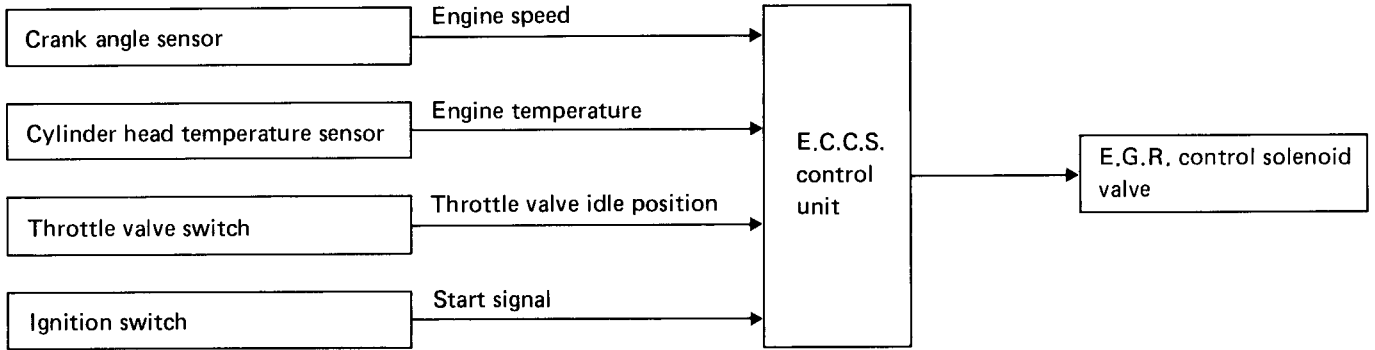 Crank angle sensor
Engine speed
Cylinder head temperature sensor
Engine temperature
Throttle valve switch
Throttle valve idle position
Ignition switch
Start signal
E.C.C.S.
control
unit
E.G.R. control solenoid
valve